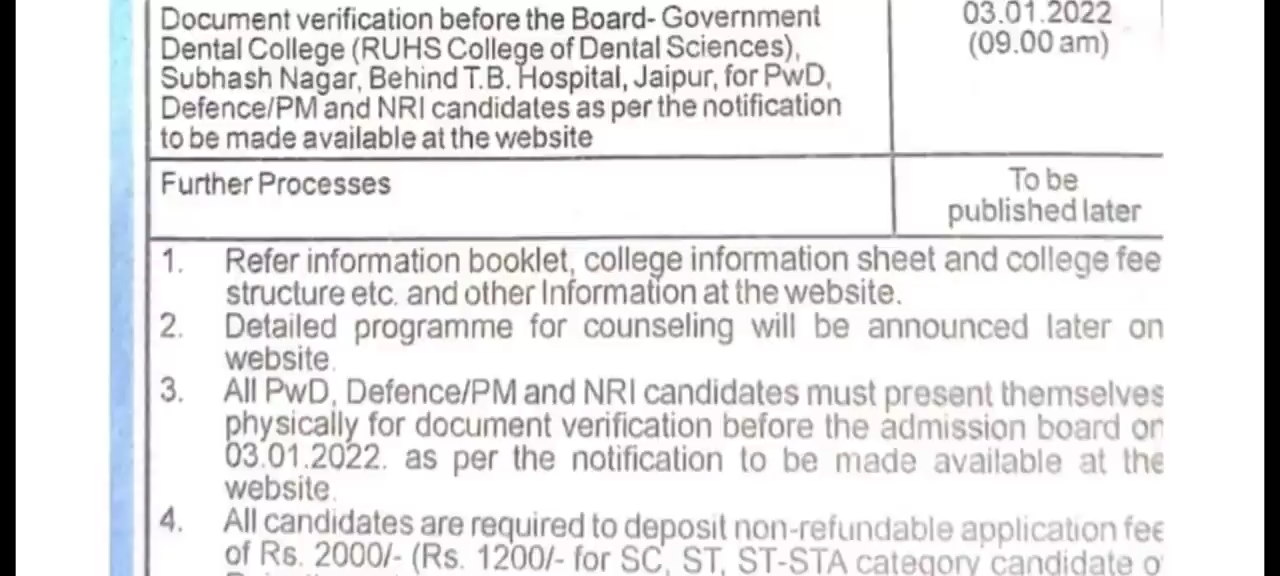 Document verification before the Board- Government
03.01.2022
Dental College (RUHS College of Dental Sciences),
(09.00 am)
Subhash Nagar, Behind T.B. Hospital, Jaipur, for PwD,
Defence/PM and NRI candidates as per the notification
to be made available at the website
Further Processes
To be
published later
1. Refer information booklet, college information sheet and college fee
structure etc. and other Information at the website.
2. Detailed programme for counseling will be announced later on
website.
3. All PwD, Defence/PM and NRI candidates must present themselves
physically for document verification before the admission board on
03.01.2022. as per the notification to be made available at the
website.
4. All candidates are required to deposit non-refundable application fee
of Rs. 2000/- (Rs. 1200/- for SC, ST, ST-STA category candidate